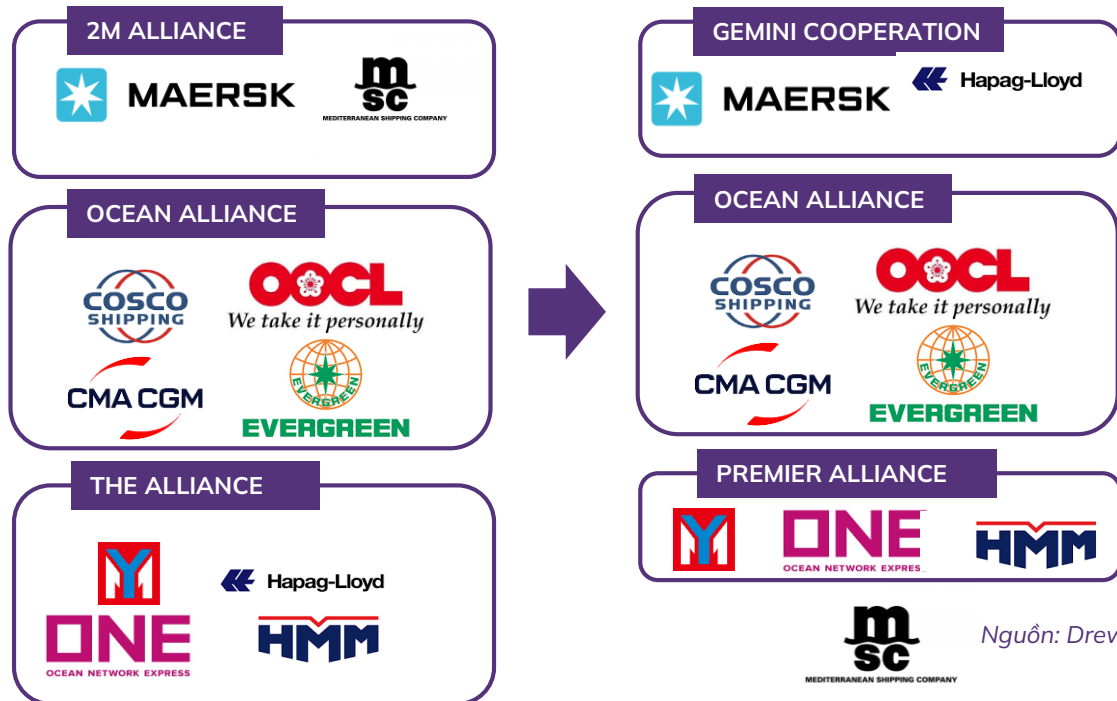 2M ALLIANCE
MAERSK
m
sc
MEDITERRANEAN SHIPPING COMPANY
OCEAN ALLIANCE
COSCO
SHIPPING
OOCL
We take it personally
CMA CGM
EVERGREEN
EVERGREEN
THE ALLIANCE
Y
Hapag-Lloyd
ONE
OCEAN NETWORK EXPRESS
HMM
GEMINI COOPERATION
MAERSK
Hapag-Lloyd
OCEAN ALLIANCE
COSCO
SHIPPING
OOCL
We take it personally
CMA CGM
EVERGREEN
EVERGREEN
PREMIER ALLIANCE
Y
ONE
OCEAN NETWORK EXPRES
HMM
m
sc
MEDITERRANEAN SHIPPING COMPANY
Nguồn: Drew